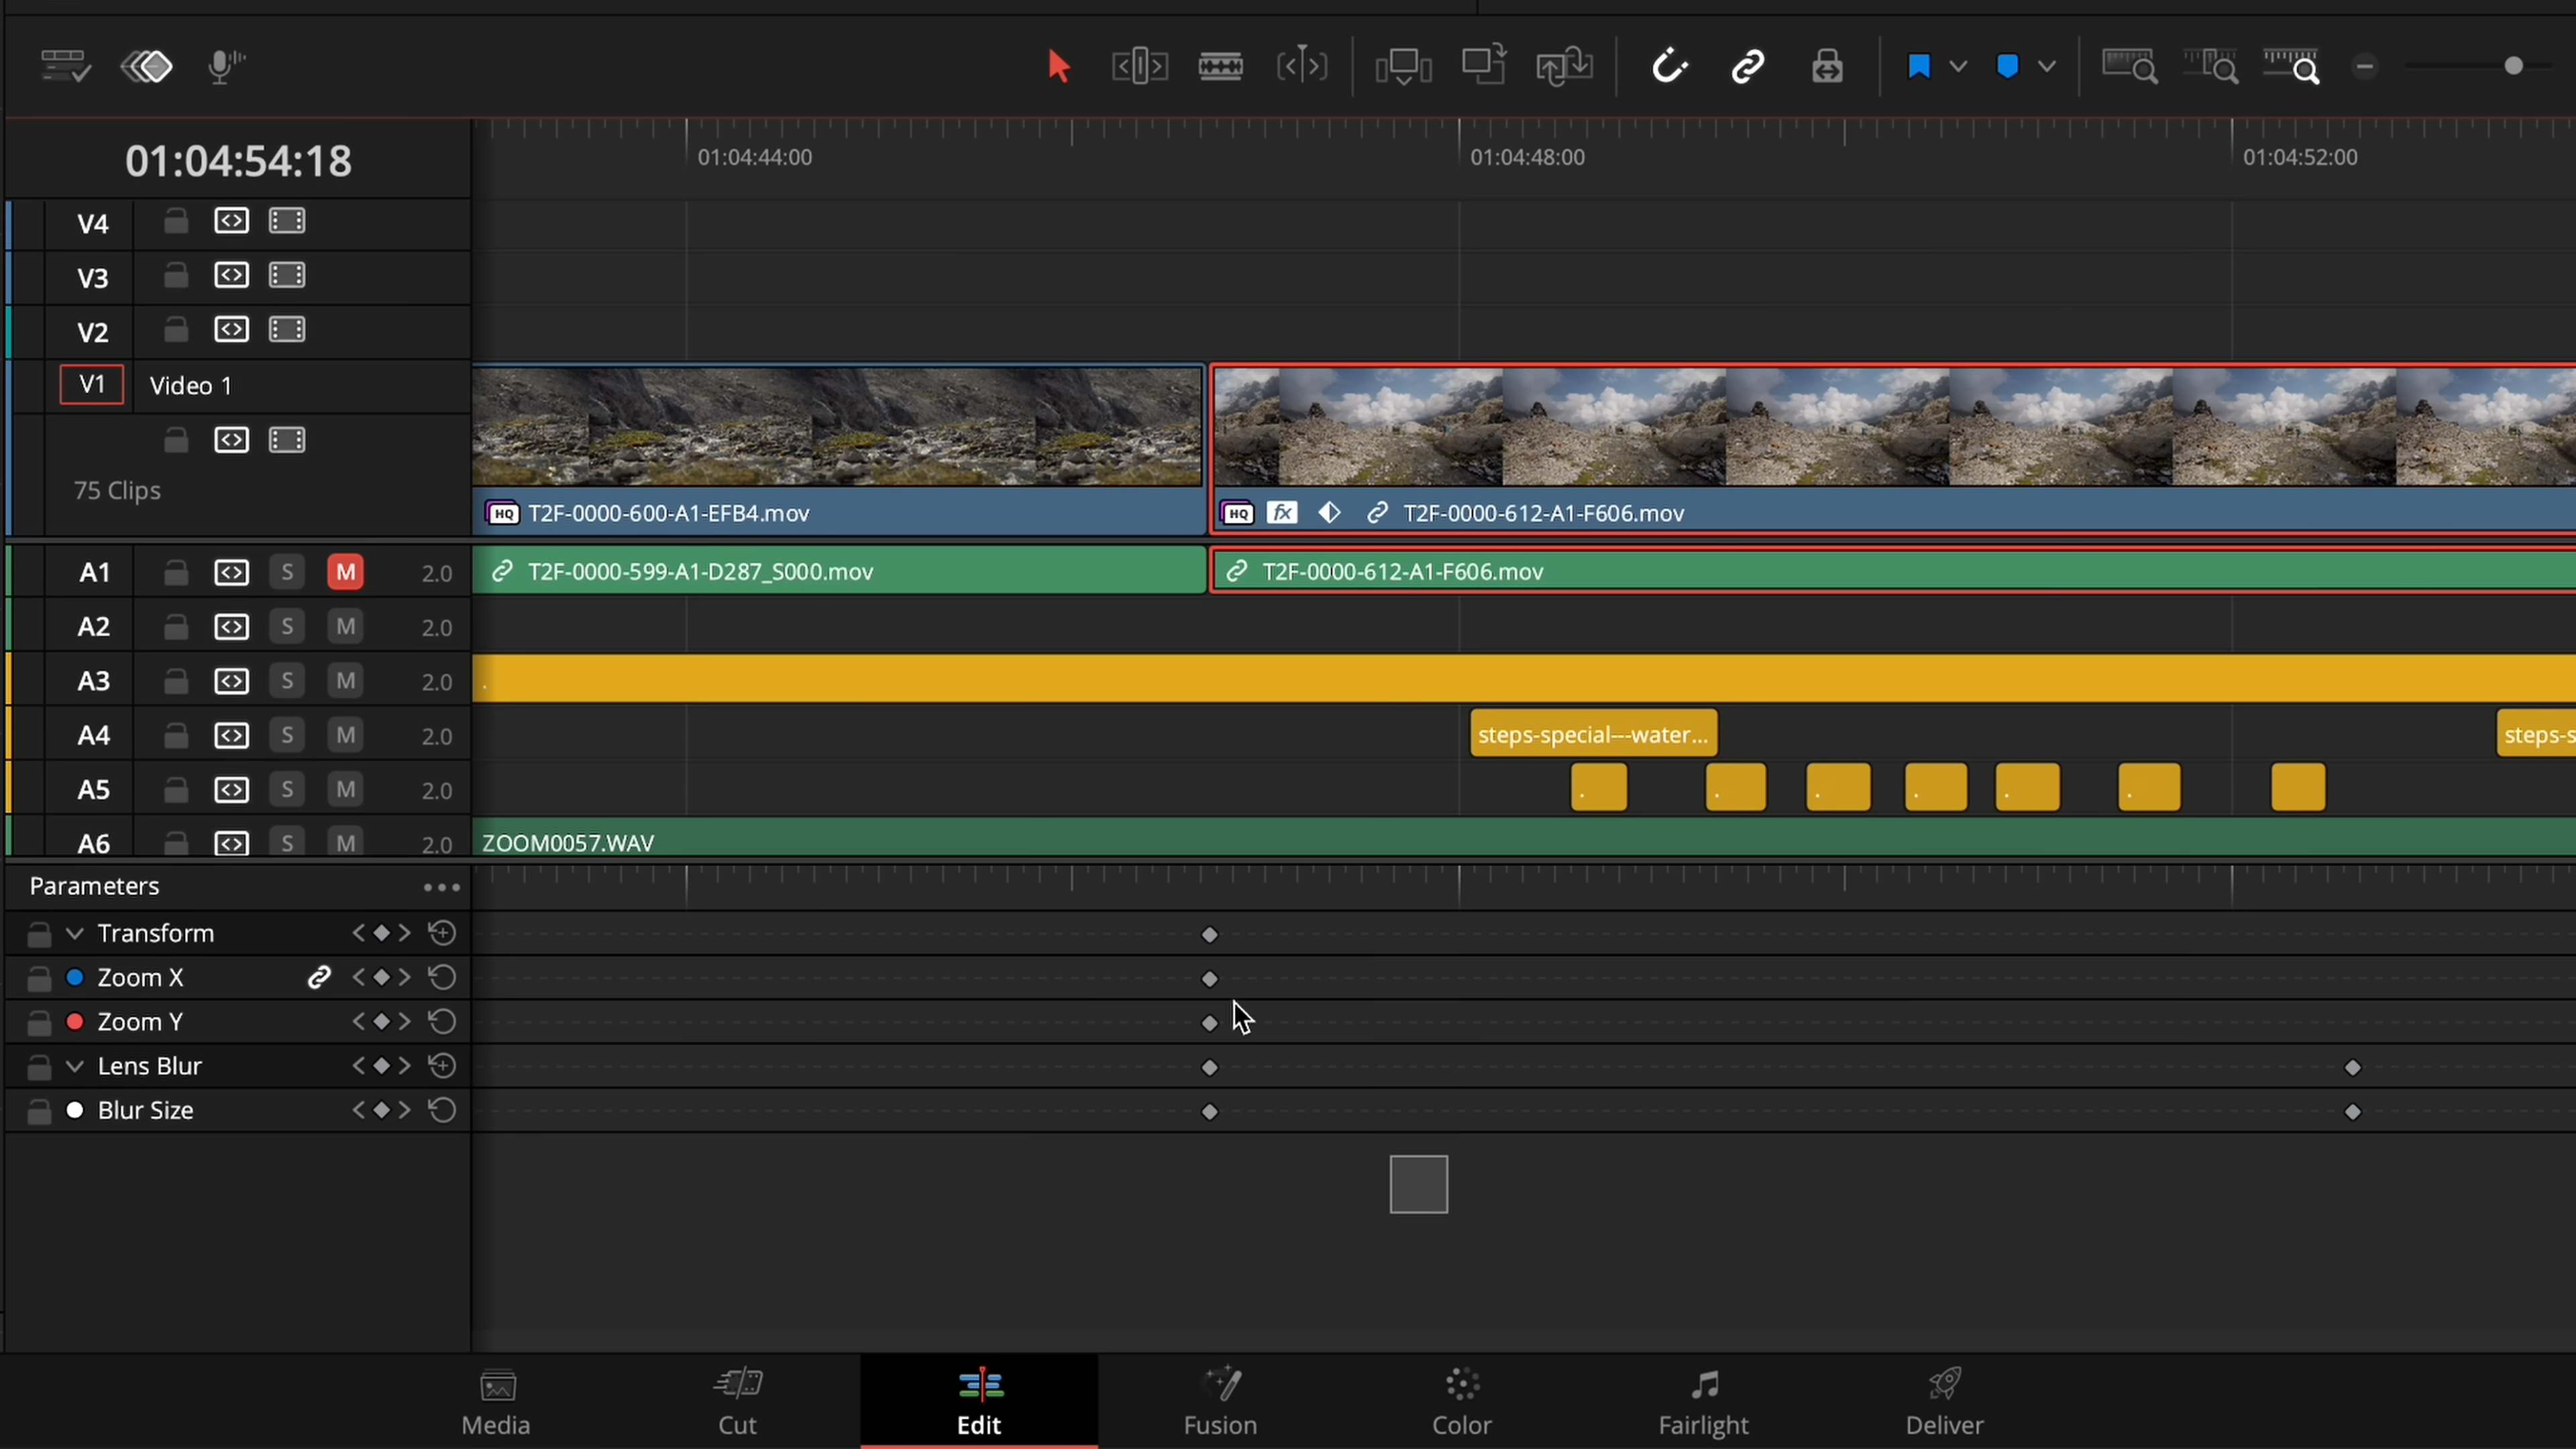 01:04:54:18
01:04:44:00 01:04:48:00 01:04:52:00
V4
V3
V2
V1 Video 1
75 Clips
HQ T2F-0000-600-A1-EFB4.mov
HQ fx T2F-0000-612-A1-F606.mov
A1 S M 2.0
T2F-0000-599-A1-D287_S000.mov
T2F-0000-612-A1-F606.mov
A2 S M 2.0
A3 S M 2.0 .
A4 S M 2.0
steps-special---water...
steps-s
A5 S M 2.0 . . . . . .
A6 S M 2.0 ZOOM0057.WAV
Parameters
Transform
Zoom X
Zoom Y
Lens Blur
Blur Size
Media Cut Edit Fusion Color Fairlight Deliver